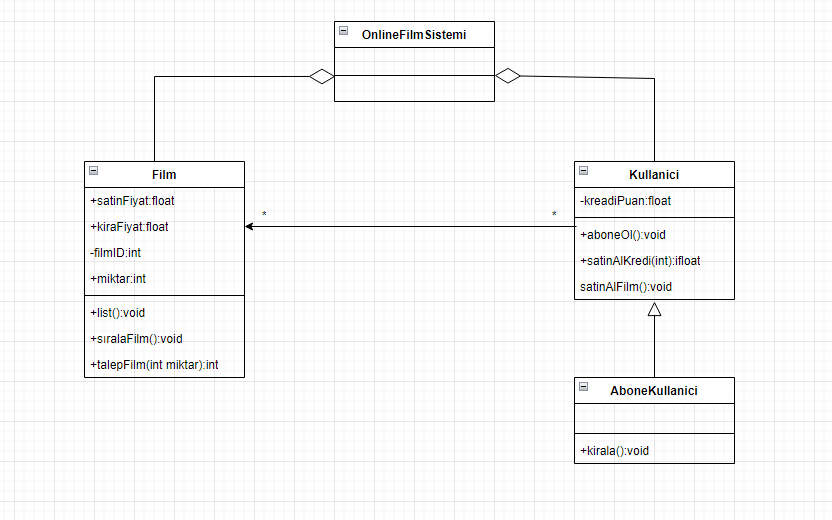 OnlineFilmSistemi
Film
+satinFiyat:float
+kiraFiyat:float
-filmID:int
+miktar:int
+list():void
+sıralaFilm():void
+talepFilm(int miktar):int
*
*
Kullanici
-kreadiPuan:float
+aboneOl():void
+satinAlKredi(int):ifloat
satinAlFilm():void
AboneKullanici
+kirala():void